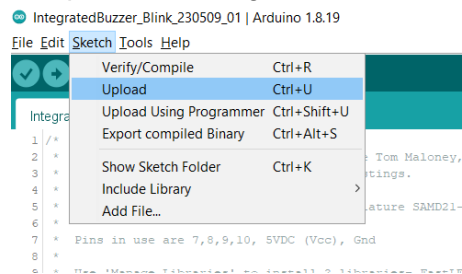 IntegratedBuzzer_Blink_230509_01 | Arduino 1.8.19
File Edit Sketch Tools Help
Verify/Compile Ctrl+R
Upload Ctrl+U
Upload Using Programmer Ctrl+Shift+U
Export compiled Binary Ctrl+Alt+S
Show Sketch Folder Ctrl+K
Include Library >
Add File...
Integra
1 /*
2 * Tom Maloney,
3 * tings.
4 *
5 * ature SAMD21-
6 *
7 * Pins in use are 7,8,9,10, 5VDC (Vcc), Gnd
8 *
9 * Use 'Manage Libraries' to install 2 libraries- FastLE